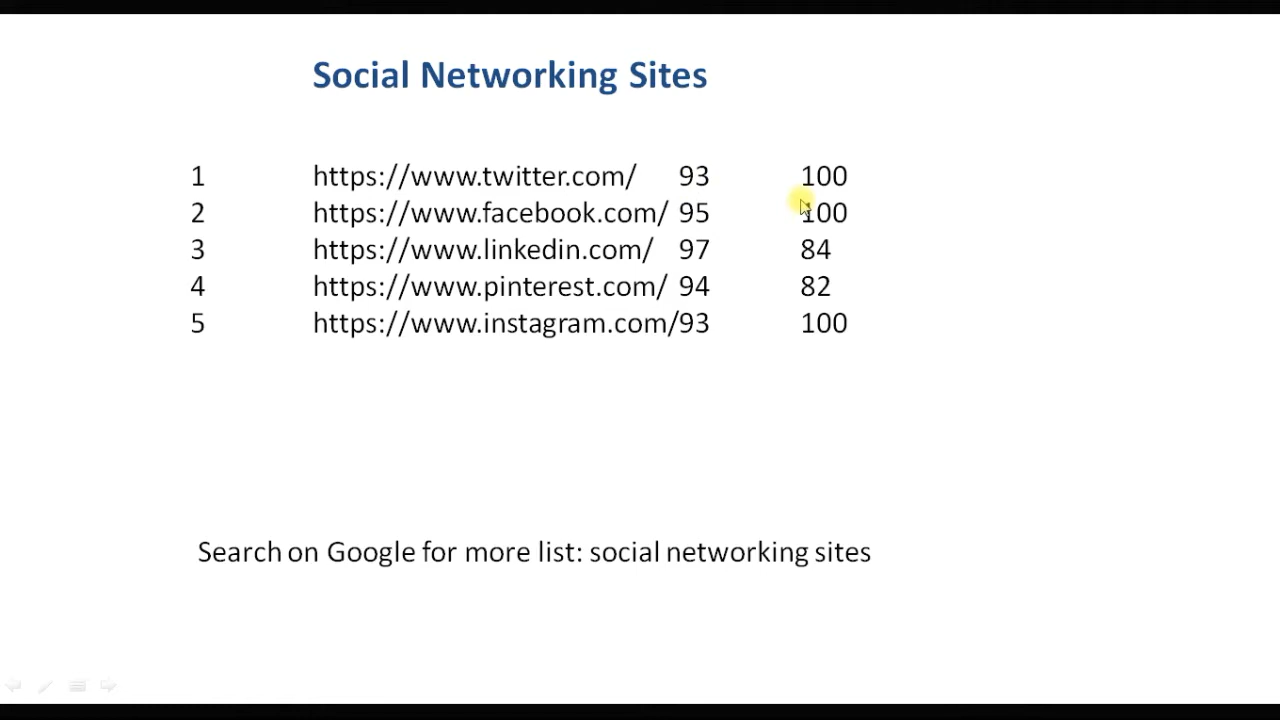 Social Networking Sites
1 https://www.twitter.com/ 93 100
2 https://www.facebook.com/ 95 100
3 https://www.linkedin.com/ 97 84
4 https://www.pinterest.com/ 94 82
5 https://www.instagram.com/93 100
Search on Google for more list: social networking sites